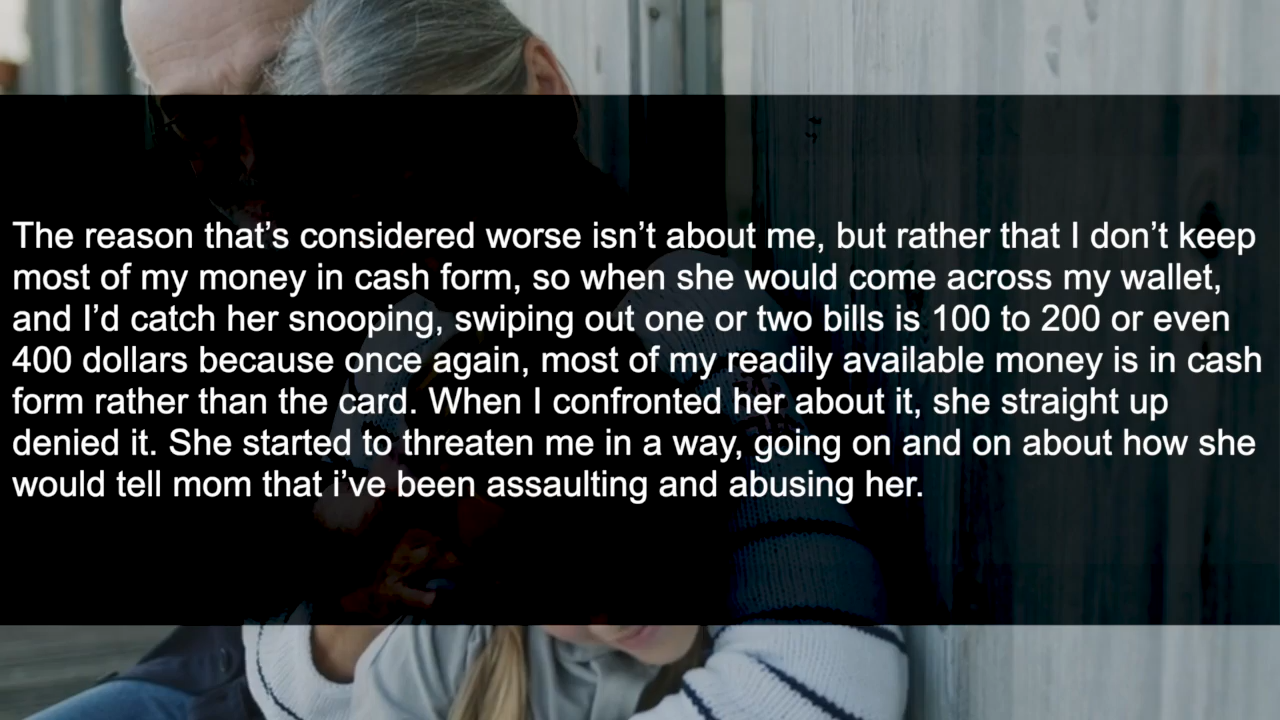 The reason that’s considered worse isn’t about me, but rather that I don’t keep
most of my money in cash form, so when she would come across my wallet,
and I’d catch her snooping, swiping out one or two bills is 100 to 200 or even
400 dollars because once again, most of my readily available money is in cash
form rather than the card. When I confronted her about it, she straight up
denied it. She started to threaten me in a way, going on and on about how she
would tell mom that i’ve been assaulting and abusing her.